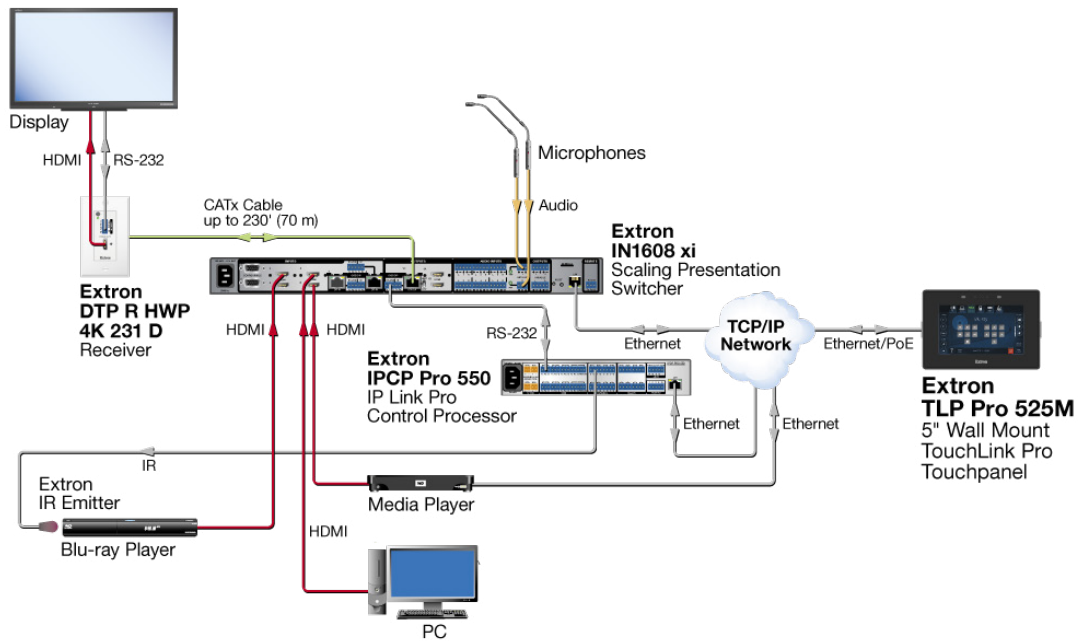 Display
HDMI
RS-232
Microphones
Audio
CATx Cable
up to 230' (70 m)
Extron
IN1608 xi
Scaling Presentation
Switcher
Extron
DTP R HWP
4K 231 D
Receiver
HDMI
HDMI
RS-232
Ethernet
TCP/IP
Network
Ethernet/PoE
Extron
IPCP Pro 550
IP Link Pro
Control Processor
Extron
TLP Pro 525M
5" Wall Mount
TouchLink Pro
Touchpanel
Ethernet
Ethernet
IR
Extron
IR Emitter
Media Player
Blu-ray Player
HDMI
PC